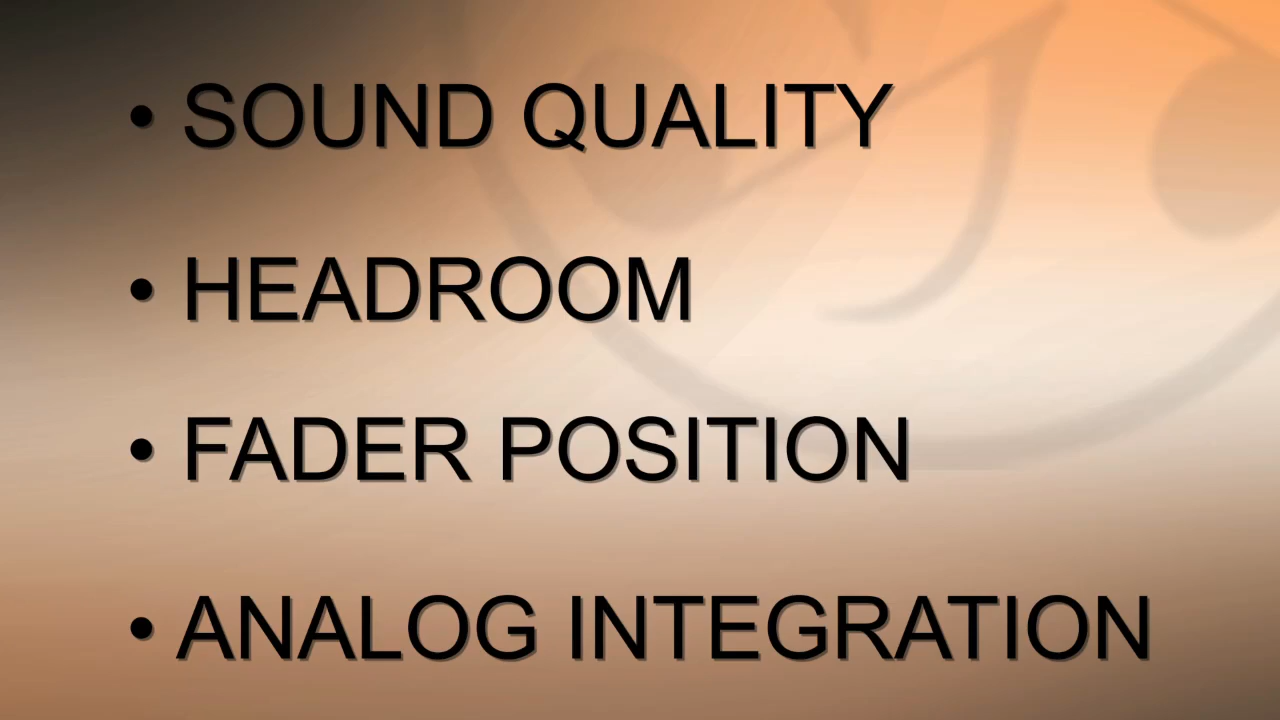 • SOUND QUALITY
• HEADROOM
• FADER POSITION
• ANALOG INTEGRATION